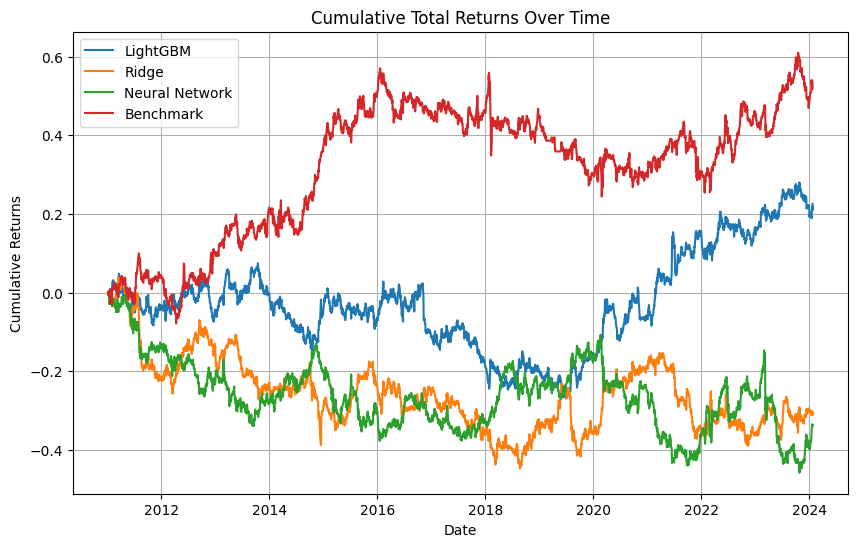 Cumulative Total Returns Over Time
LightGBM
Ridge
Neural Network
Benchmark
Cumulative Returns
0.6
0.4
0.2
0.0
−0.2
−0.4
2012 2014 2016 2018 2020 2022 2024
Date